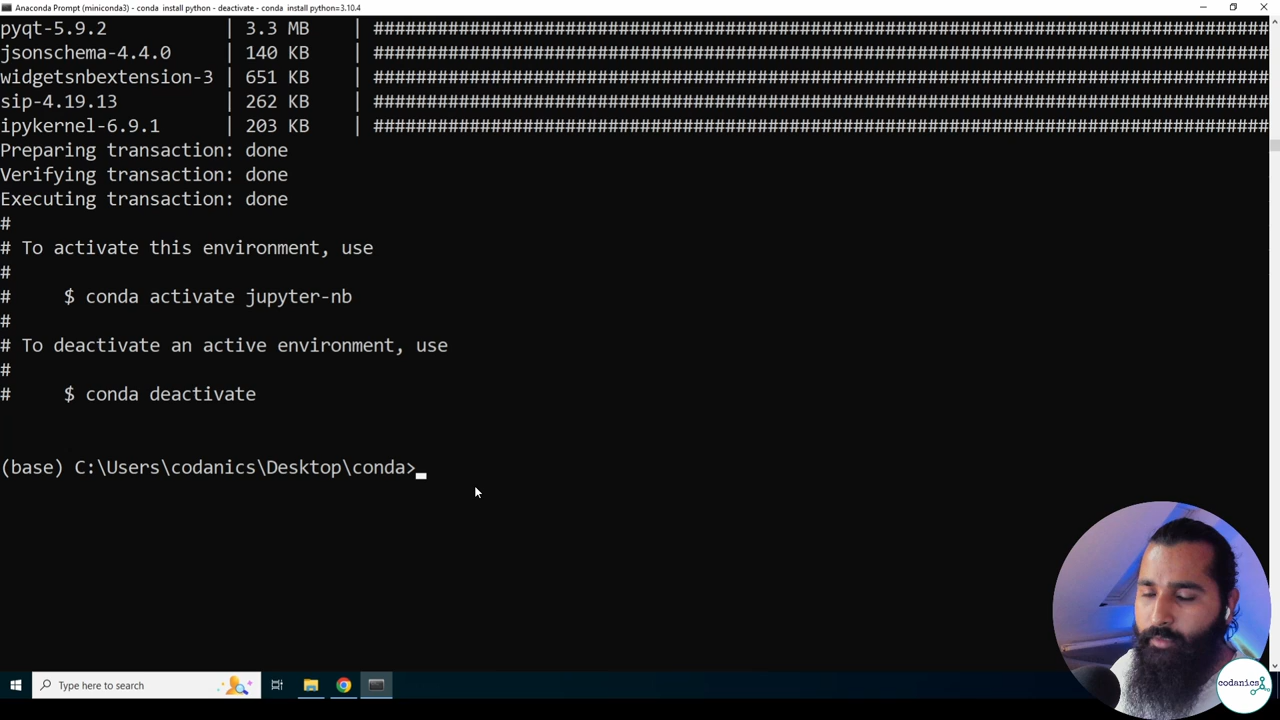 Anaconda Prompt (miniconda3) - conda install python - deactivate - conda install python=3.10.4
pyqt-5.9.2 | 3.3 MB | ####################################################################################
jsonschema-4.4.0 | 140 KB | ####################################################################################
widgetsnbextension-3 | 651 KB | ####################################################################################
sip-4.19.13 | 262 KB | ####################################################################################
ipykernel-6.9.1 | 203 KB | ####################################################################################
Preparing transaction: done
Verifying transaction: done
Executing transaction: done
#
# To activate this environment, use
#
# $ conda activate jupyter-nb
#
# To deactivate an active environment, use
#
# $ conda deactivate
(base) C:\Users\codanics\Desktop\conda>
Type here to search
codanics